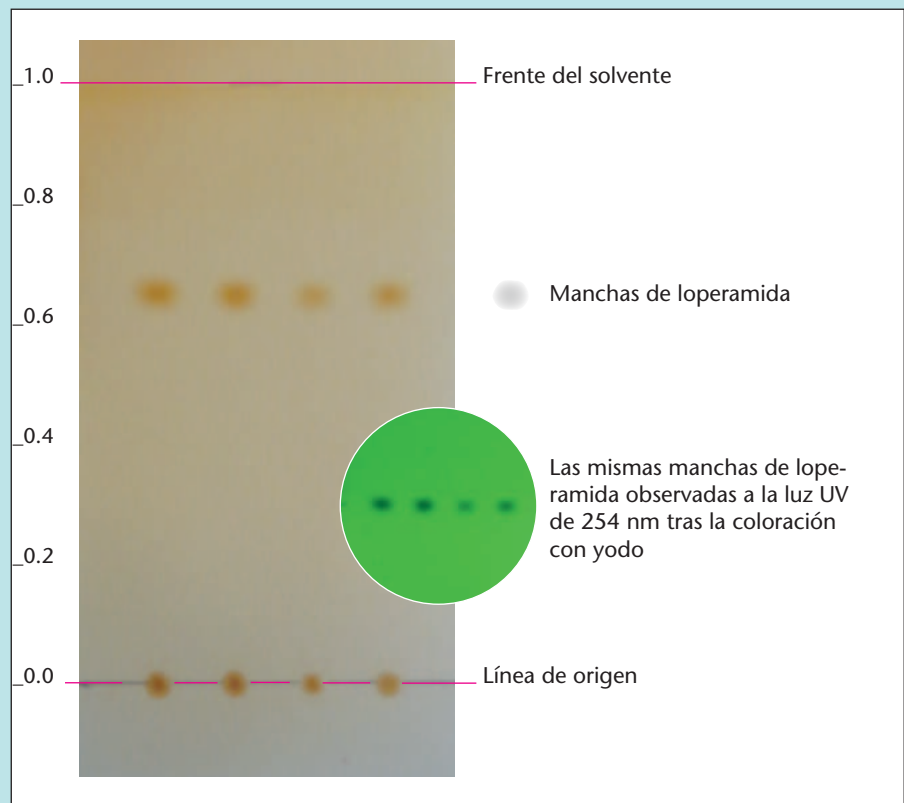 _1.0
Frente del solvente
_0.8
Manchas de loperamida
_0.6
_0.4
Las mismas manchas de lope-
ramida observadas a la luz UV
de 254 nm tras la coloración
con yodo
_0.2
_0.0
Línea de origen